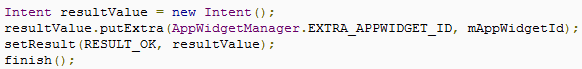 Intent resultValue = new Intent();
resultValue.putExtra(AppWidgetManager.EXTRA_APPWIDGET_ID, mAppWidgetId);
setResult(RESULT_OK, resultValue);
finish();